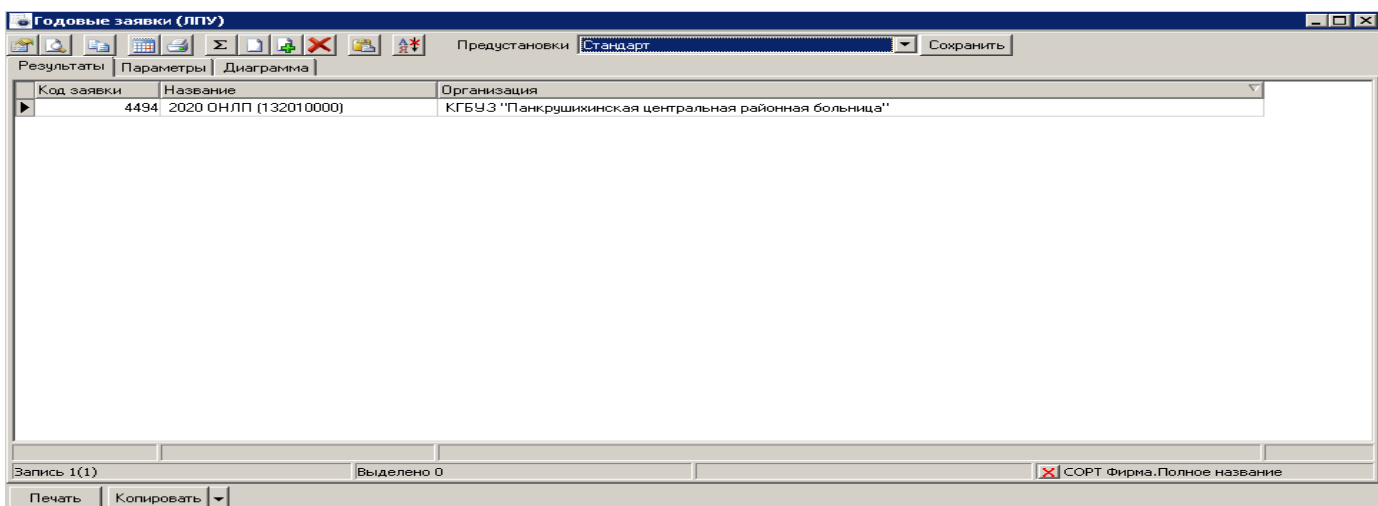 Годовые заявки (ЛПУ)
Предустановки Стандарт Сохранить
Результаты Параметры Диаграмма
Код заявки Название Организация
4494 2020 ОНЛП (132010000) КГБУЗ "Панкрушихинская центральная районная больница"
Запись 1(1) Выделено 0 СОРТ Фирма.Полное название
Печать Копировать